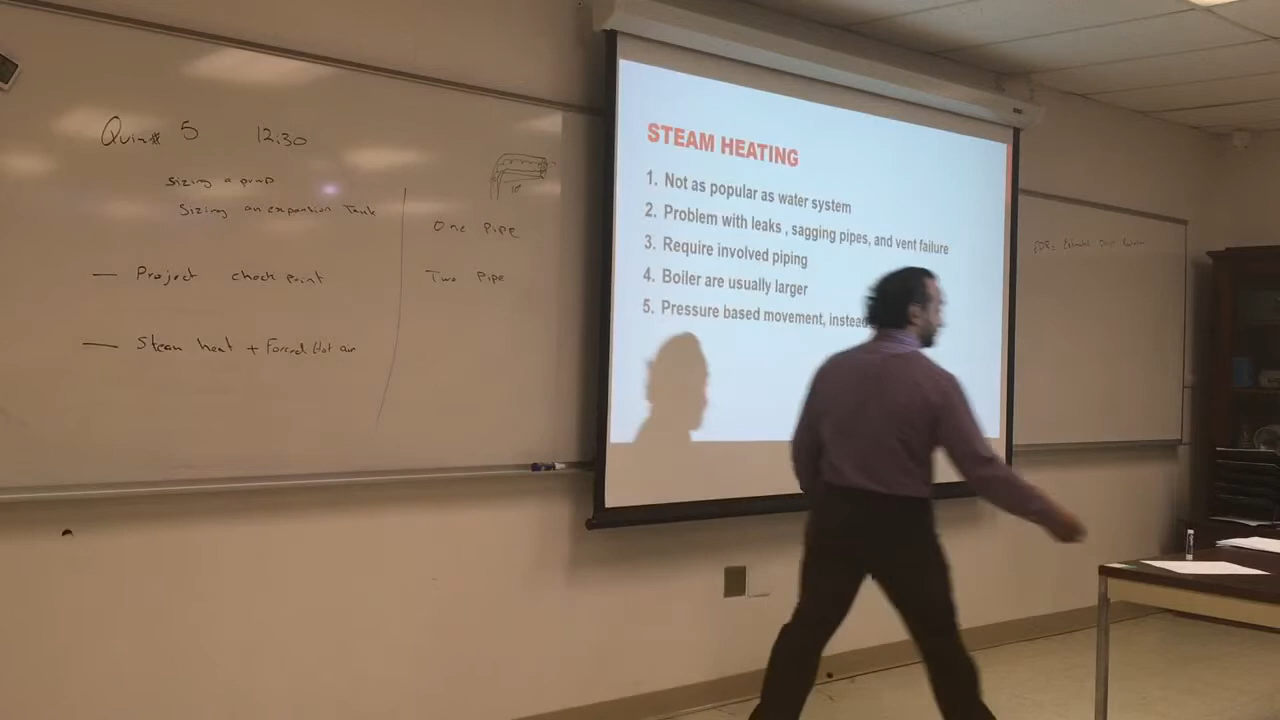 Quiz# 5 12:30
Sizing a pump
Sizing an expansion Tank
— Project check point
— Steam heat + Forced Hot air
One Pipe
Two Pipe
STEAM HEATING
1. Not as popular as water system
2. Problem with leaks , sagging pipes, and vent failure
3. Require involved piping
4. Boiler are usually larger
5. Pressure based movement, instead
EDR: